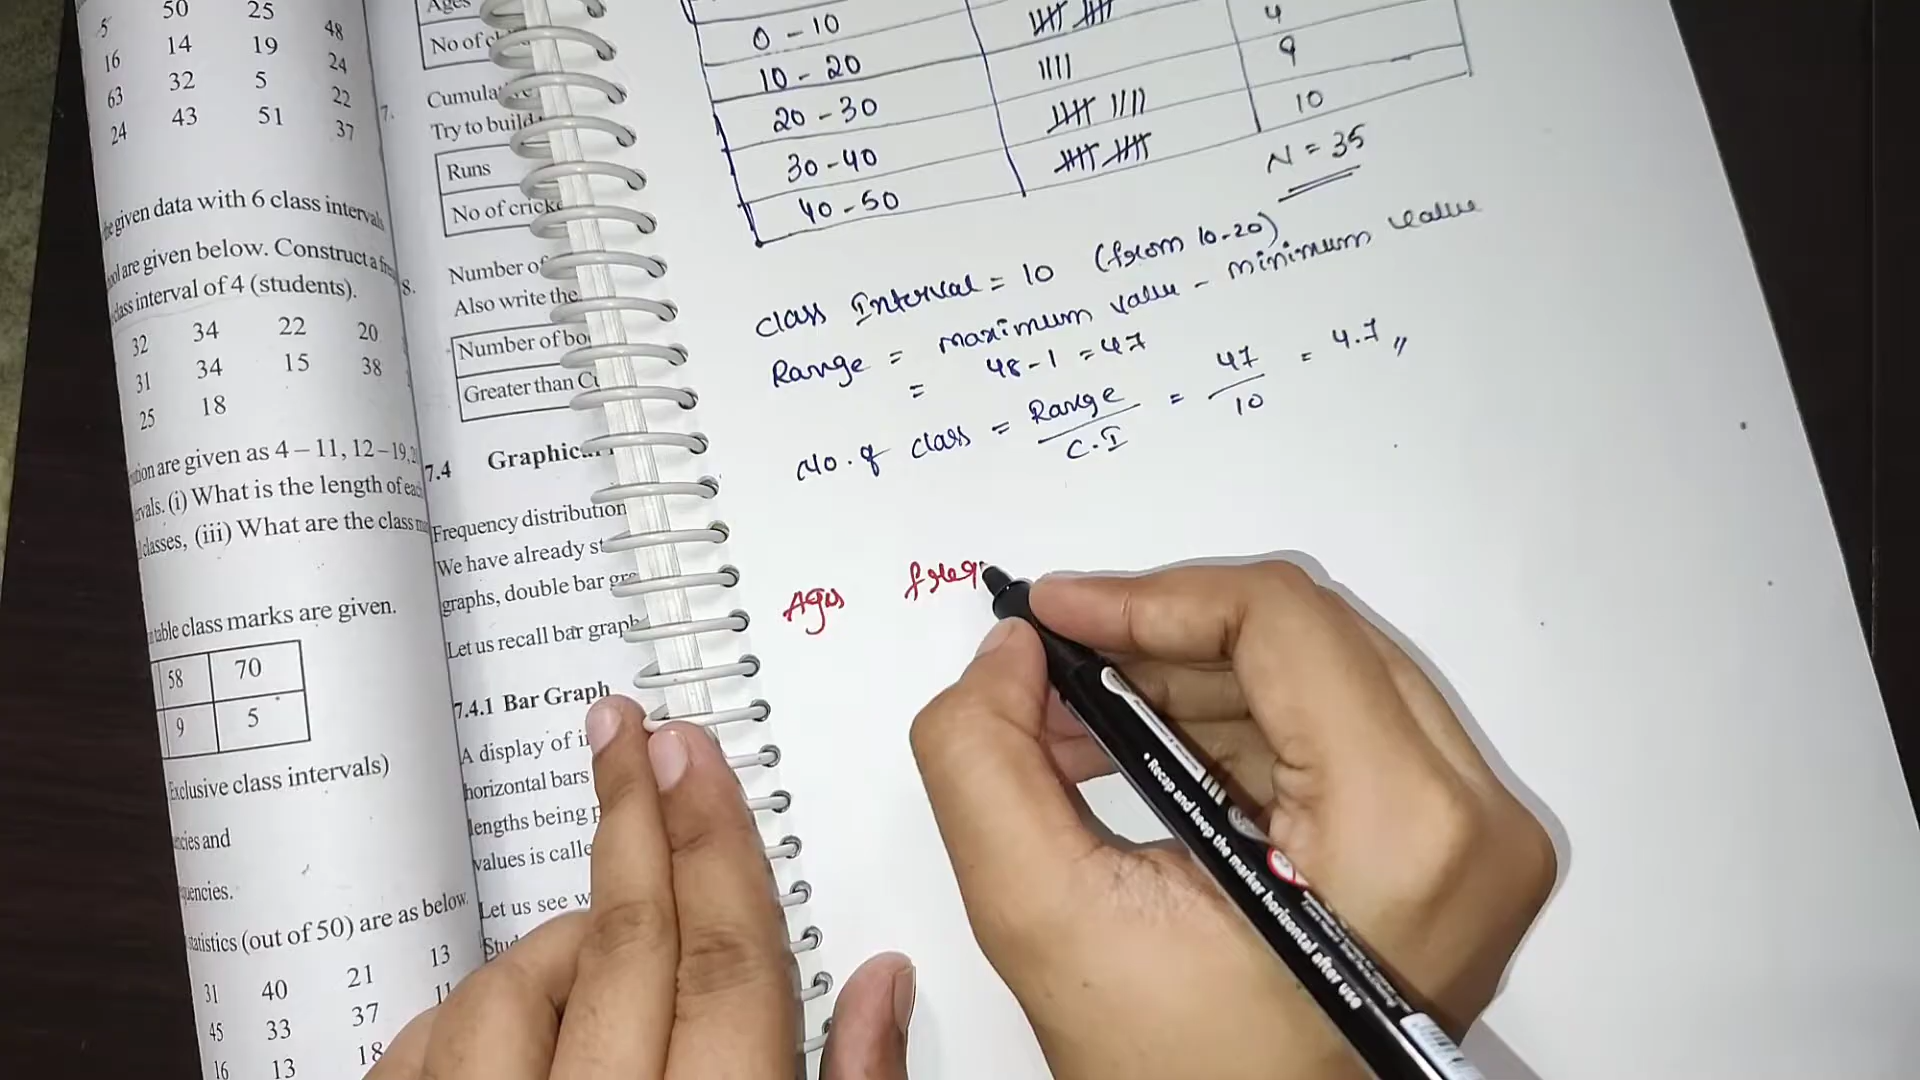 5 50 25 48
16 14 19 24
63 32 5 22
24 43 51 37
given data with 6 class intervals
are given below. Construct a
class interval of 4 (students).
32 34 22 20
31 34 15 38
25 18
are given as 4 – 11, 12 – 19,
(i) What is the length of
classes, (iii) What are the class
table class marks are given.
58 70
9 5
Exclusive class intervals)
and
(out of 50) are as below.
31 40 21 13
45 33 37 11
16 13 18
Ages
No of
7.
Try to build
Runs
No of
Number of
8.
Also write the
Number of
Greater than
7.4 Graphic
Frequency distribution
We have already
graphs, double bar
Let us recall bar graph
7.4.1 Bar Graph
A display of
horizontal bars
lengths being
values is
Let us see
0 - 10 4
10 - 20 9
20 - 30 10
30 - 40
40 - 50
N = 35
Class Interval = 10 (from 10-20)
Range = maximum value - minimum value
= 48 - 1 = 47
No. of class = Range / C.I = 47 / 10 = 4.7 //
Ages freq
• Recap and keep the marker horizontal after use